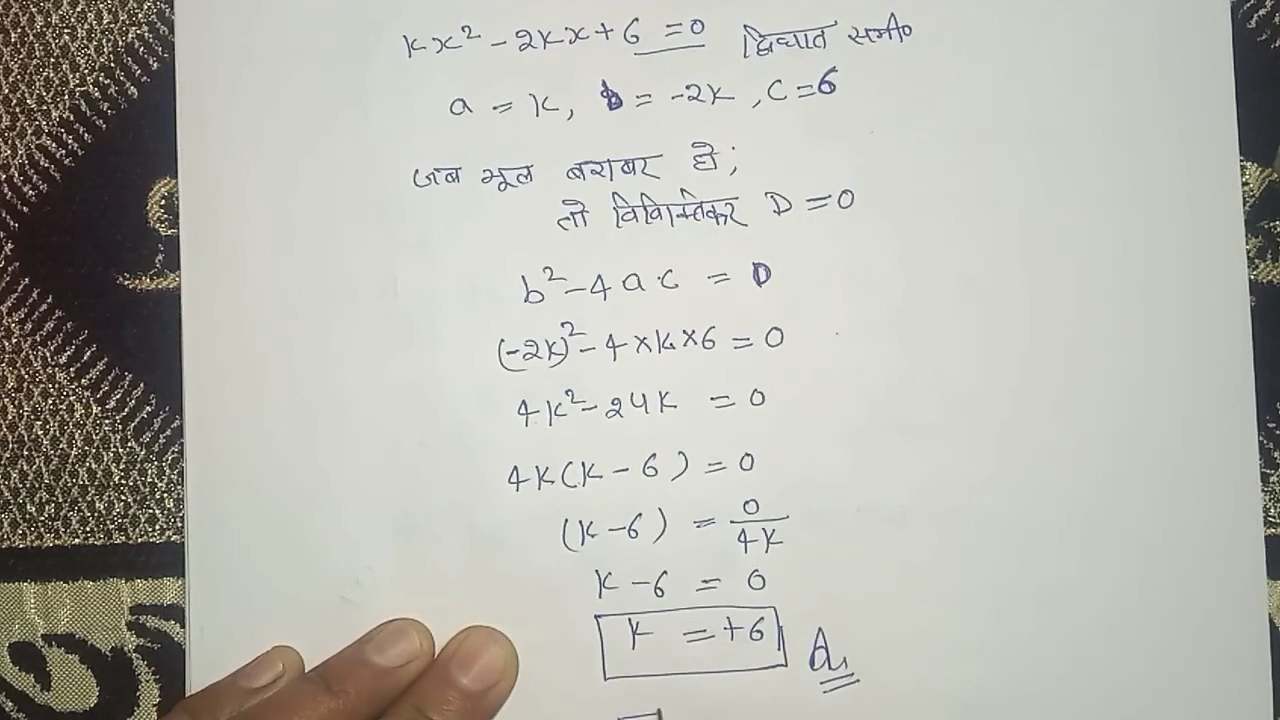 kx² - 2kx + 6 = 0 द्विघात समी०
a = k, b = -2k, c = 6
जब मूल बराबर हो;
तो विविक्तिकर D = 0
b² - 4ac = 0
(-2k)² - 4×k×6 = 0
4k² - 24k = 0
4k(k - 6) = 0
(k - 6) = 0/4k
k - 6 = 0
k = +6